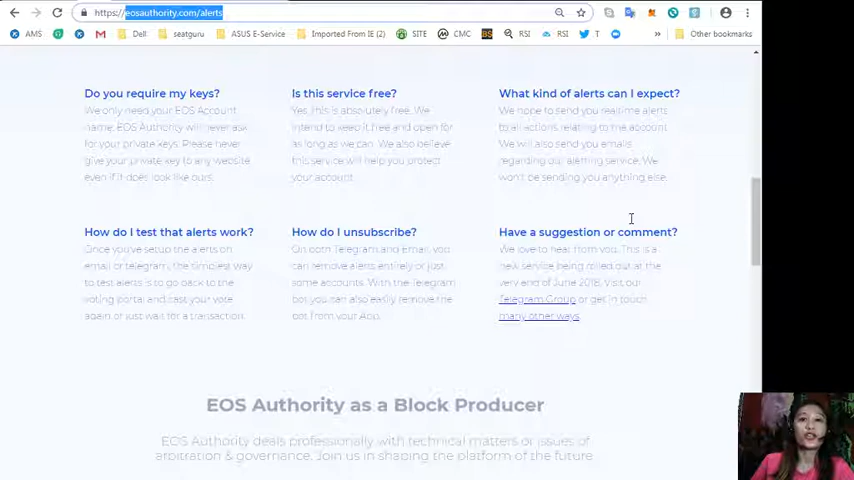 https://eosauthority.com/alerts
AMS
Dell
seatguru
ASUS E-Service
Imported From IE (2)
SITE
CMC
RSI
RSI
T
Other bookmarks
Do you require my keys?
We only need your EOS Account
name. EOS Authority will never ask
for your private keys. Please never
give your private key to any website
even if it does look like ours.
Is this service free?
Yes. This is absolutely free. We
intend to keep it free and open for
as long as we can. We also believe
this service will help you protect
your account.
What kind of alerts can I expect?
We hope to send you realtime alerts
to all actions relating to the account.
We will also send you emails
regarding our alerting service. We
won't be sending you anything else.
How do I test that alerts work?
Once you've setup the alerts on
email or telegram, the simplest way
to test alerts is to go back to the
voting portal and cast your vote
again or just wait for a transaction.
How do I unsubscribe?
On both Telegram and Email, you
can remove alerts entirely or just
some accounts. With the Telegram
bot you can also easily remove the
bot from your App.
Have a suggestion or comment?
We love to hear from you. This is a
new service being rolled out at the
very end of June 2018. Visit our
Telegram Group or get in touch
many other ways.
EOS Authority as a Block Producer
EOS Authority deals professionally with technical matters or issues of
arbitration & governance. Join us in shaping the platform of the future